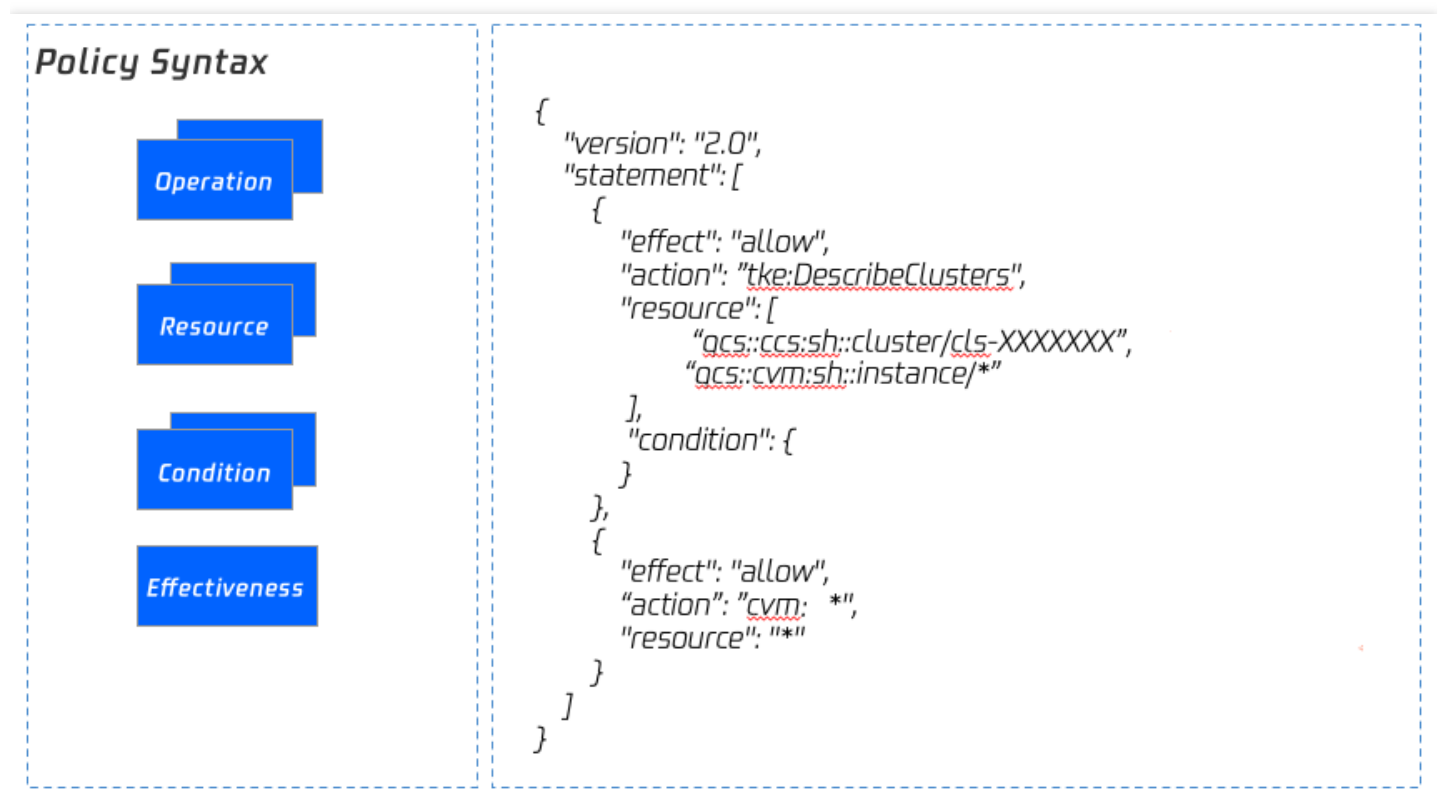 Policy Syntax
Operation
Resource
Condition
Effectiveness
{
"version": "2.0",
"statement": [
{
"effect": "allow",
"action": ”tke:DescribeClusters",
"resource": [
“qcs::ccs:sh::cluster/cls-XXXXXXX”,
“qcs::cvm:sh::instance/*”
],
"condition": {
}
},
{
"effect": "allow",
“action”: ”cvm: *",
"resource": "*"
}
]
}